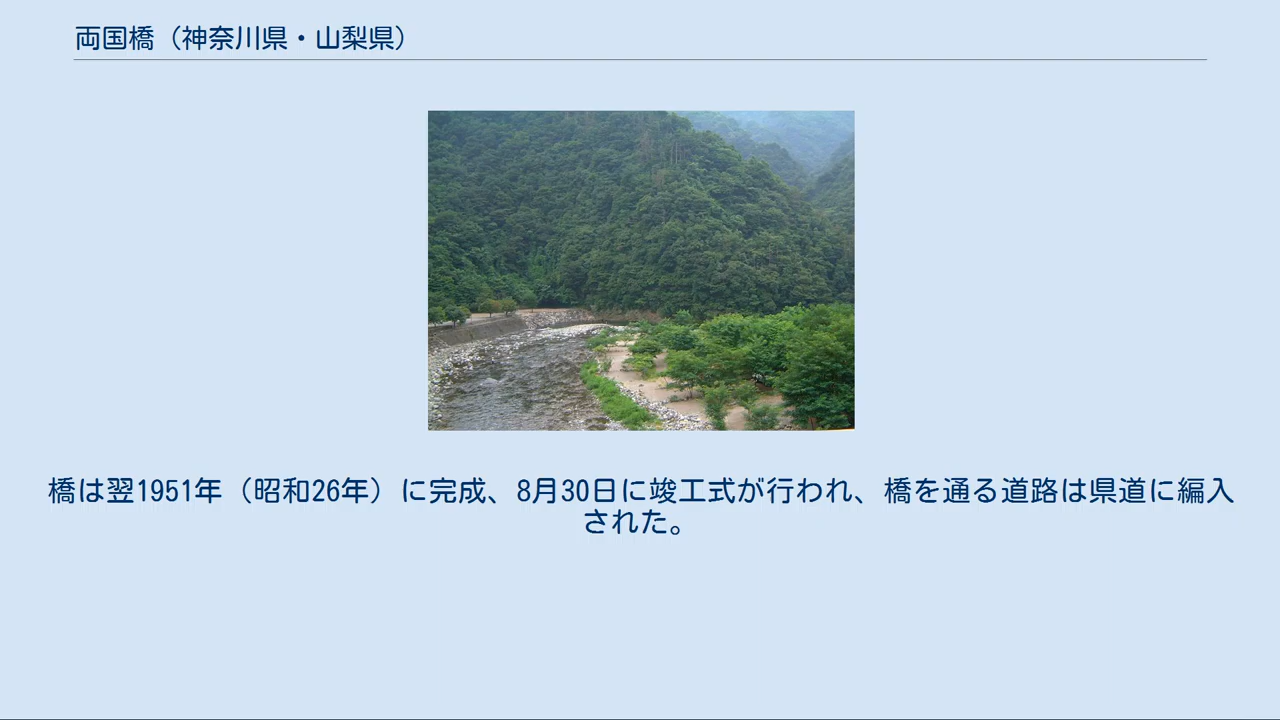 両国橋（神奈川県・山梨県）
橋は翌1951年（昭和26年）に完成、8月30日に竣工式が行われ、橋を通る道路は県道に編入
された。